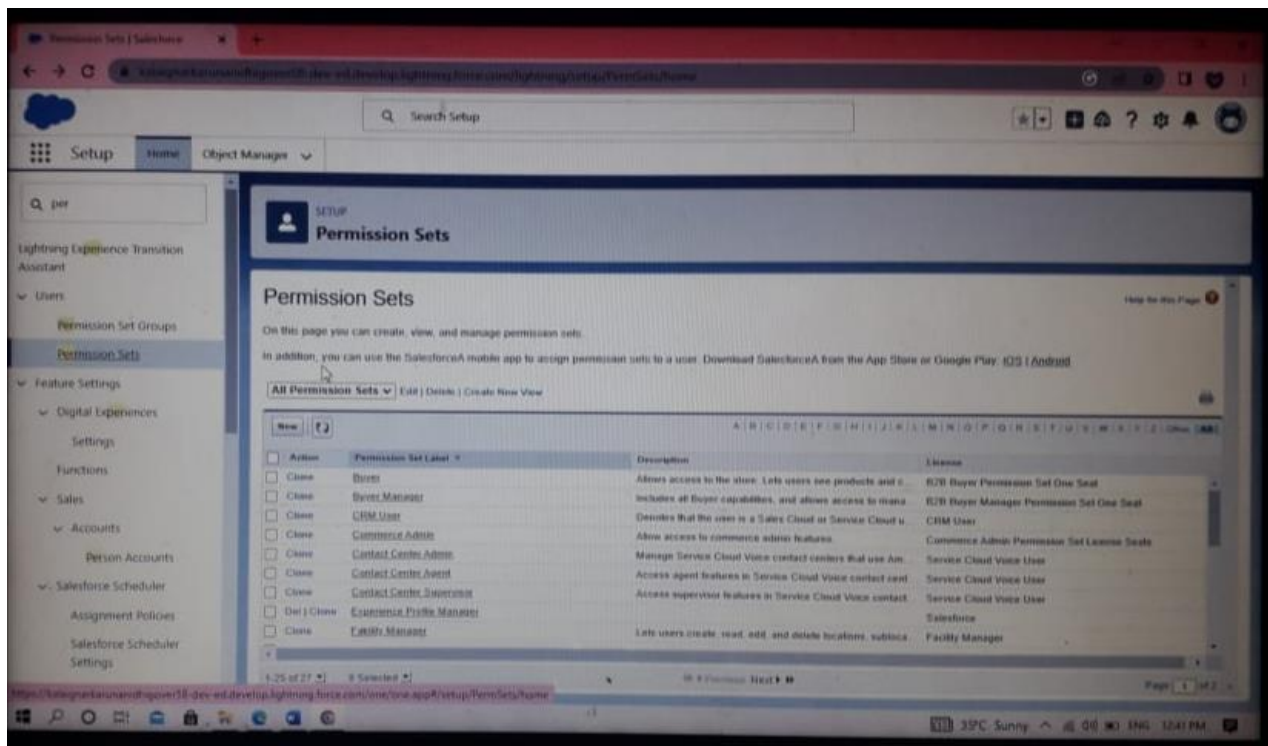 Permission Sets | Salesforce
Search Setup
Setup
Home
Object Manager
per
Lightning Experience Transition
Assistant
Users
Permission Set Groups
Permission Sets
Feature Settings
Digital Experiences
Settings
Functions
Sales
Accounts
Person Accounts
Salesforce Scheduler
Assignment Policies
Salesforce Scheduler
Settings
SETUP
Permission Sets
Permission Sets
Help for this Page
On this page you can create, view, and manage permission sets.
In addition, you can use the SalesforceA mobile app to assign permission sets to a user. Download SalesforceA from the App Store or Google Play: iOS | Android
All Permission Sets Edit | Delete | Create New View
New
A | B | C | D | E | F | G | H | I | J | K | L | M | N | O | P | Q | R | S | T | U | V | W | X | Y | Z | Other All
Action Permission Set Label Description License
Clone Buyer Allows access to the store. Lets users see products and c... B2B Buyer Permission Set One Seat
Clone Buyer Manager Includes all Buyer capabilities, and allows access to mana... B2B Buyer Manager Permission Set One Seat
Clone CRM User Denotes that the user is a Sales Cloud or Service Cloud u... CRM User
Clone Commerce Admin Allow access to commerce admin features. Commerce Admin Permission Set License Seats
Clone Contact Center Admin Manage Service Cloud Voice contact centers that use Am... Service Cloud Voice User
Clone Contact Center Agent Access agent features in Service Cloud Voice contact cent... Service Cloud Voice User
Clone Contact Center Supervisor Access supervisor features in Service Cloud Voice contact... Service Cloud Voice User
Del | Clone Experience Profile Manager Salesforce
Clone Facility Manager Lets users create, read, edit, and delete locations, subloca... Facility Manager
1-25 of 27 0 Selected Previous Next Page 1 of 2
35°C Sunny ENG 12:41 PM